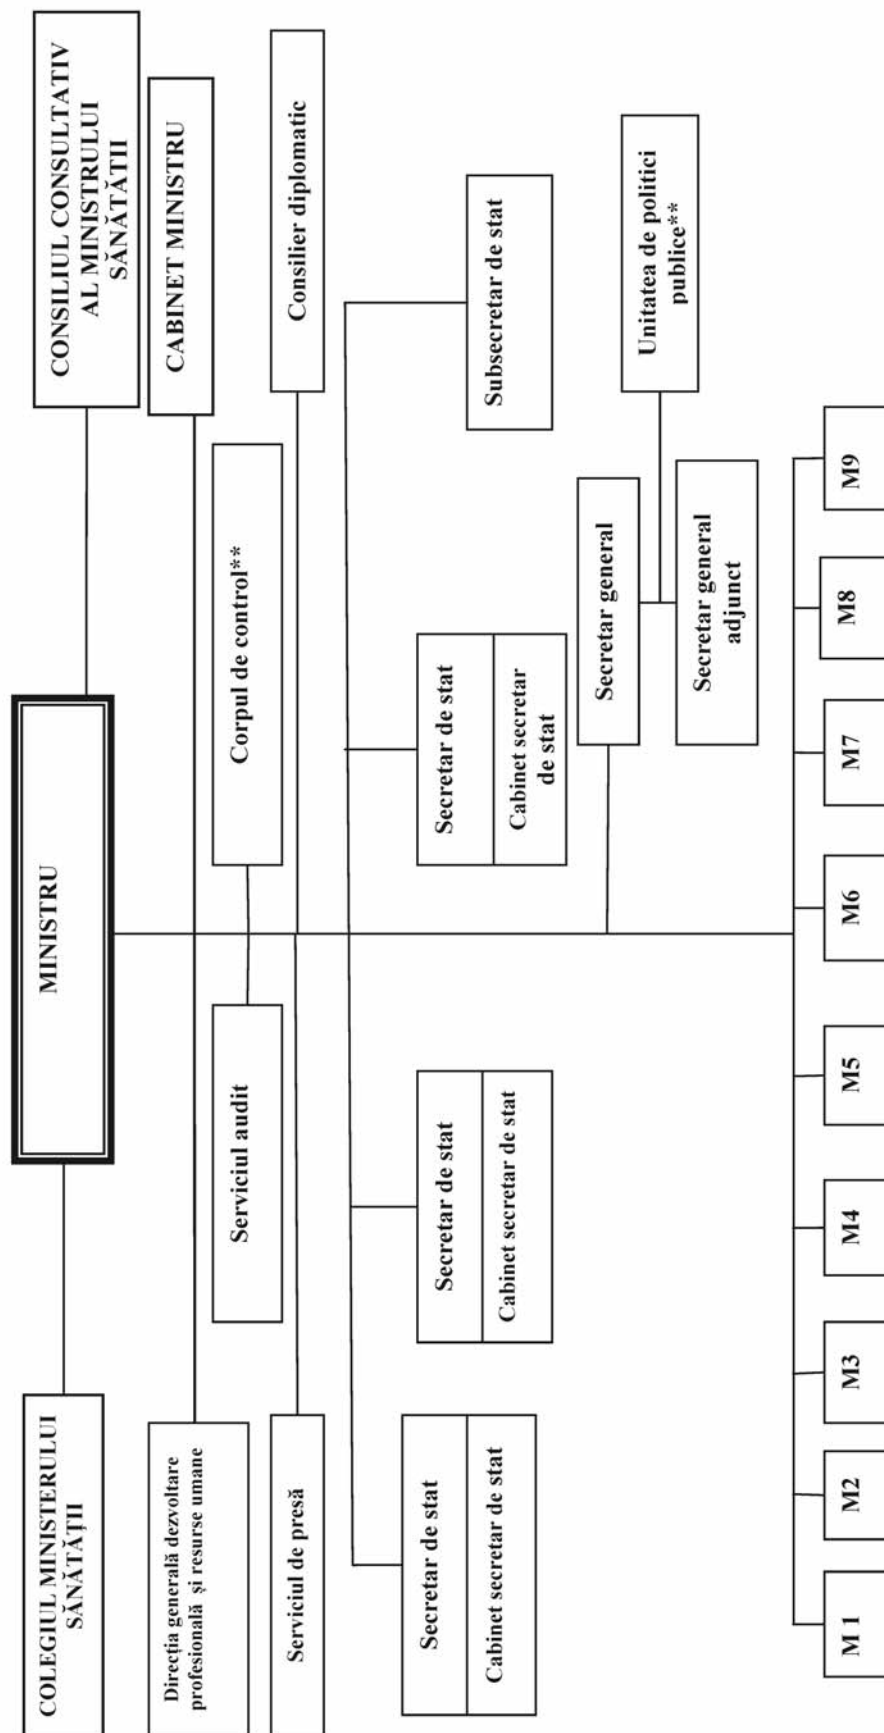 MINISTRU
COLEGIUL MINISTERULUI
SĂNĂTĂȚII
CONSILIUL CONSULTATIV
AL MINISTRULUI
SĂNĂTĂȚII
Direcția generală dezvoltare
profesională și resurse umane
CABINET MINISTRU
Serviciul audit
Corpul de control**
Serviciul de presă
Consilier diplomatic
Secretar de stat
Cabinet secretar de stat
Secretar de stat
Cabinet secretar de stat
Secretar de stat
Cabinet secretar
de stat
Subsecretar de stat
Secretar general
Unitatea de politici
publice**
Secretar general
adjunct
M 1
M2
M3
M4
M5
M6
M7
M8
M9